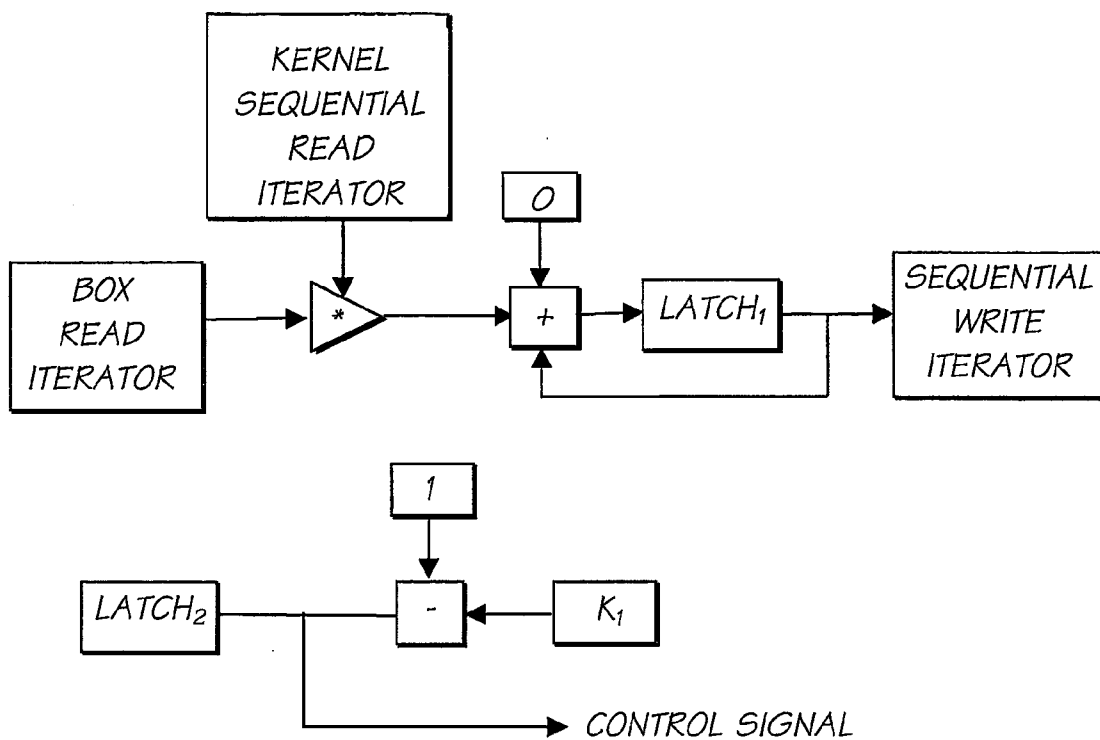 KERNEL
SEQUENTIAL
READ
ITERATOR
0
BOX
READ
ITERATOR
*
+
LATCH₁
SEQUENTIAL
WRITE
ITERATOR
1
LATCH₂
-
K₁
CONTROL SIGNAL